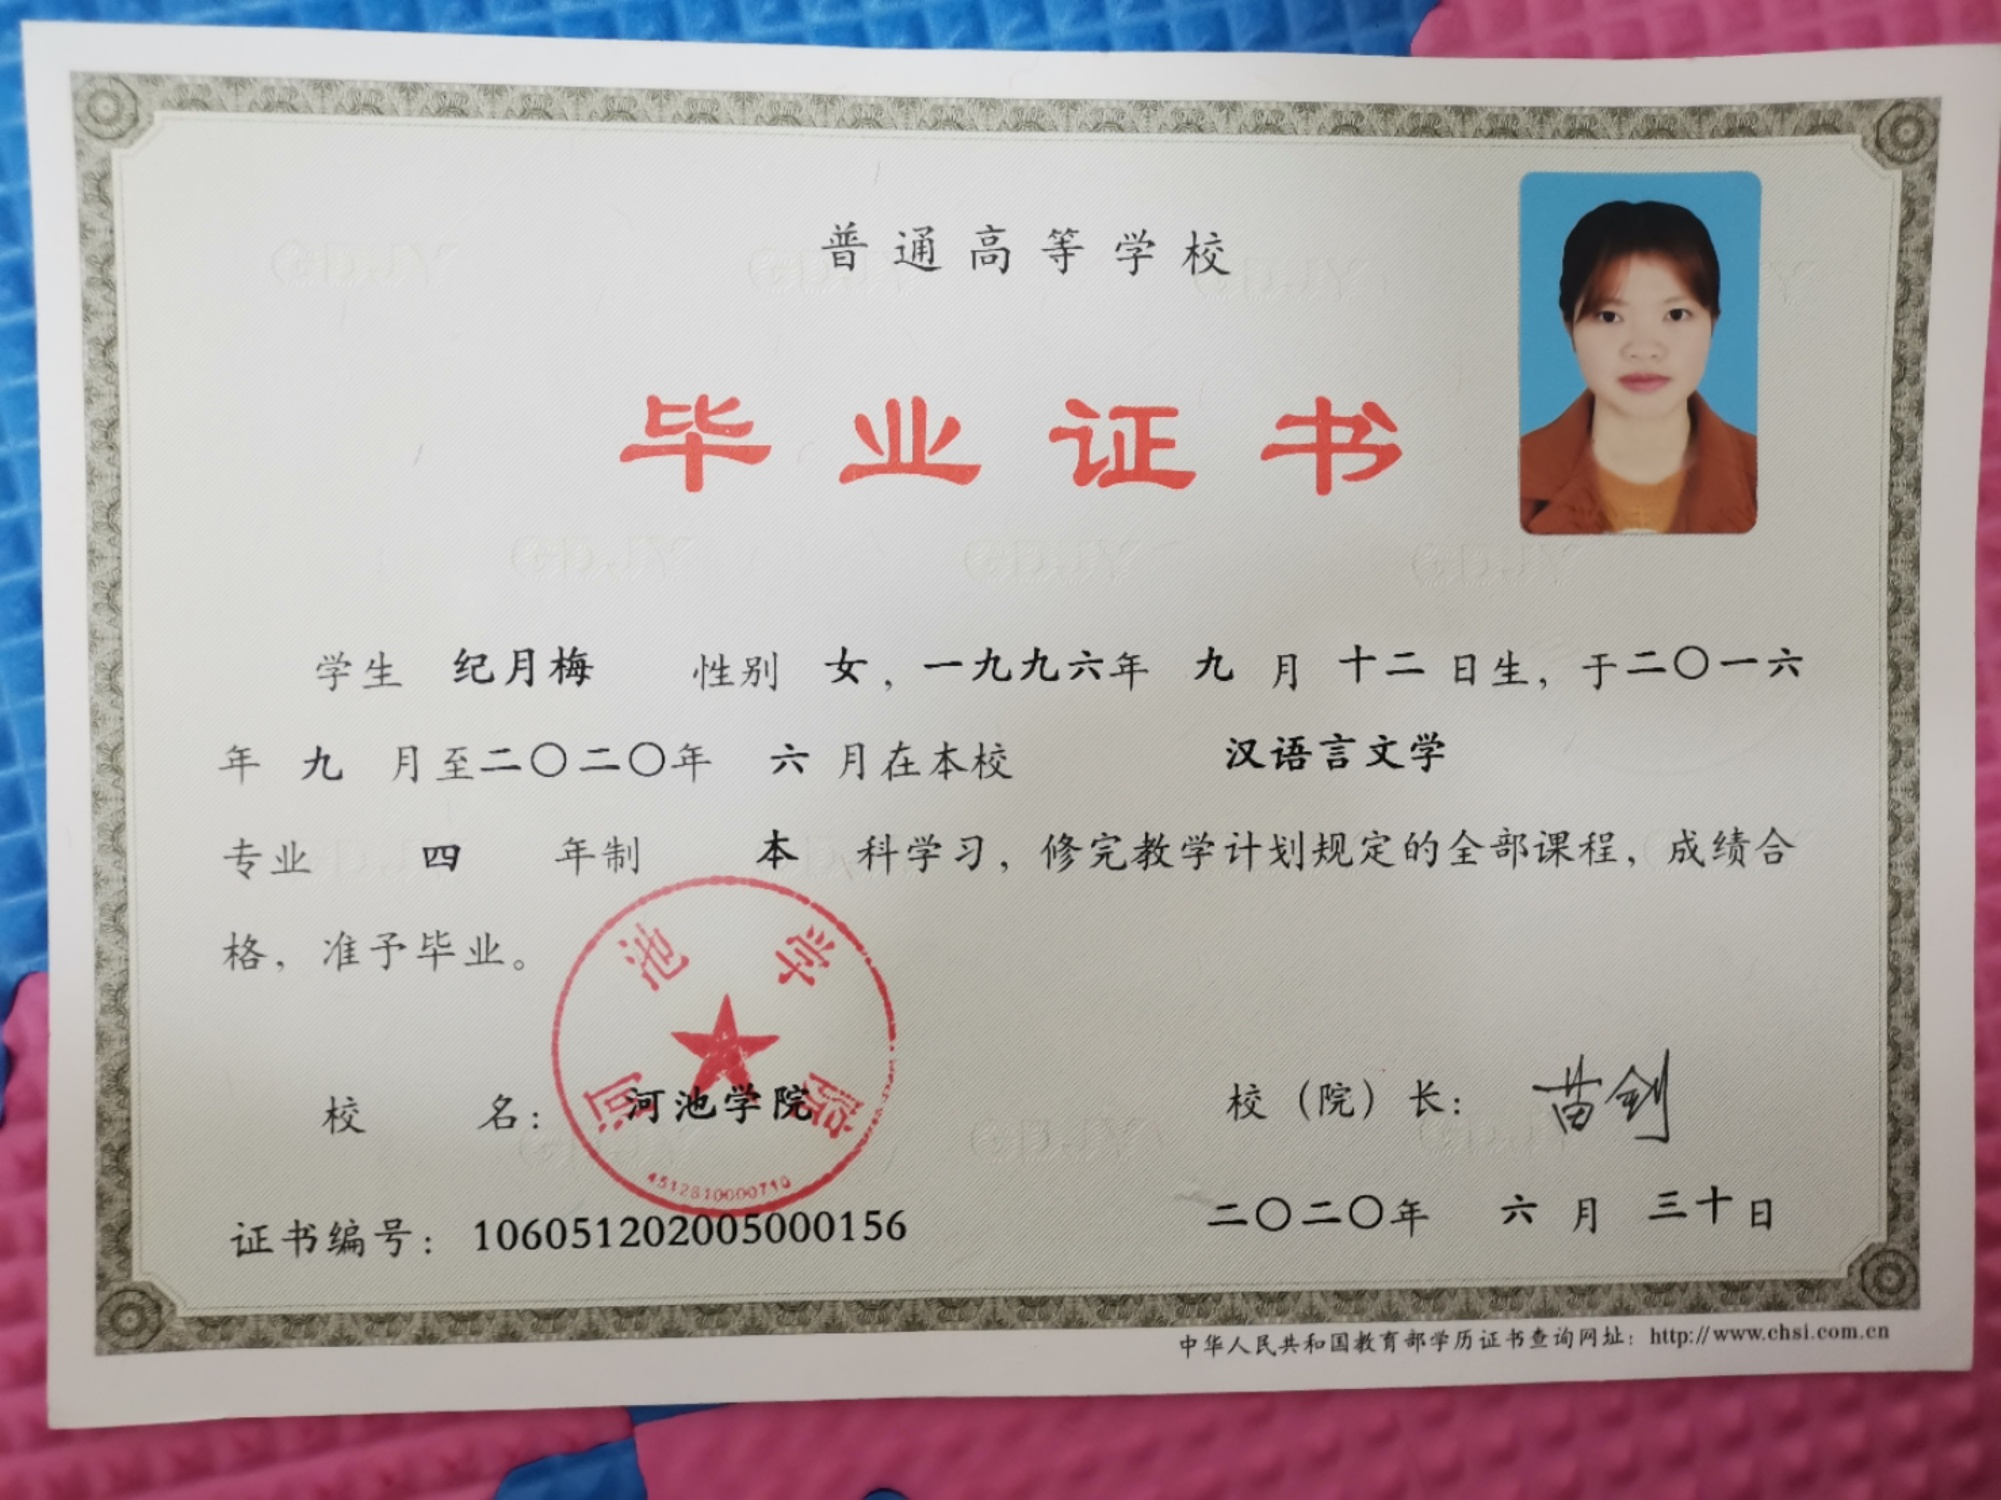 普通高等学校
毕业证书
学生 纪月梅 性别 女，一九九六年 九 月 十二 日生，于二〇一六
年 九 月至二〇二〇年 六 月在本校 汉语言文学
专业 四 年制 本 科学习，修完教学计划规定的全部课程，成绩合
格，准予毕业。
河池学院
校 名： 河池学院 校（院）长： 苗剑
4512810000710
证书编号： 106051202005000156 二〇二〇年 六 月 三十日
中华人民共和国教育部学历证书查询网址：http://www.chsi.com.cn